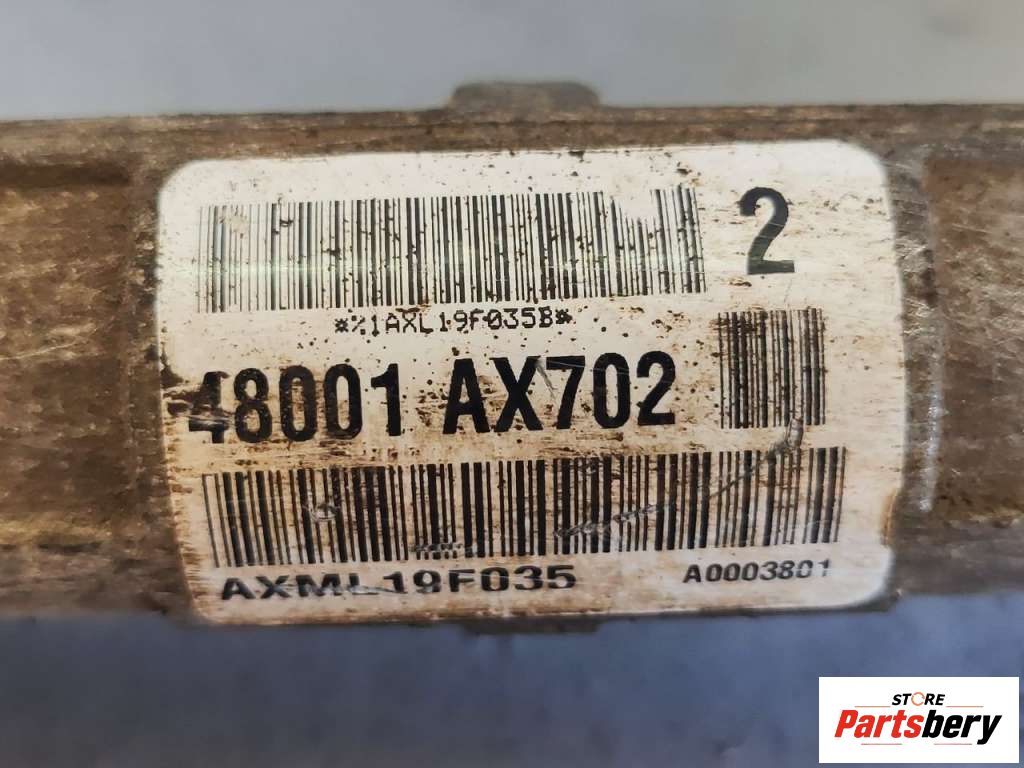 2
*%1AXL19F035B*
48001 AX702
AXML19F035
A0003801
STORE
Partsbery